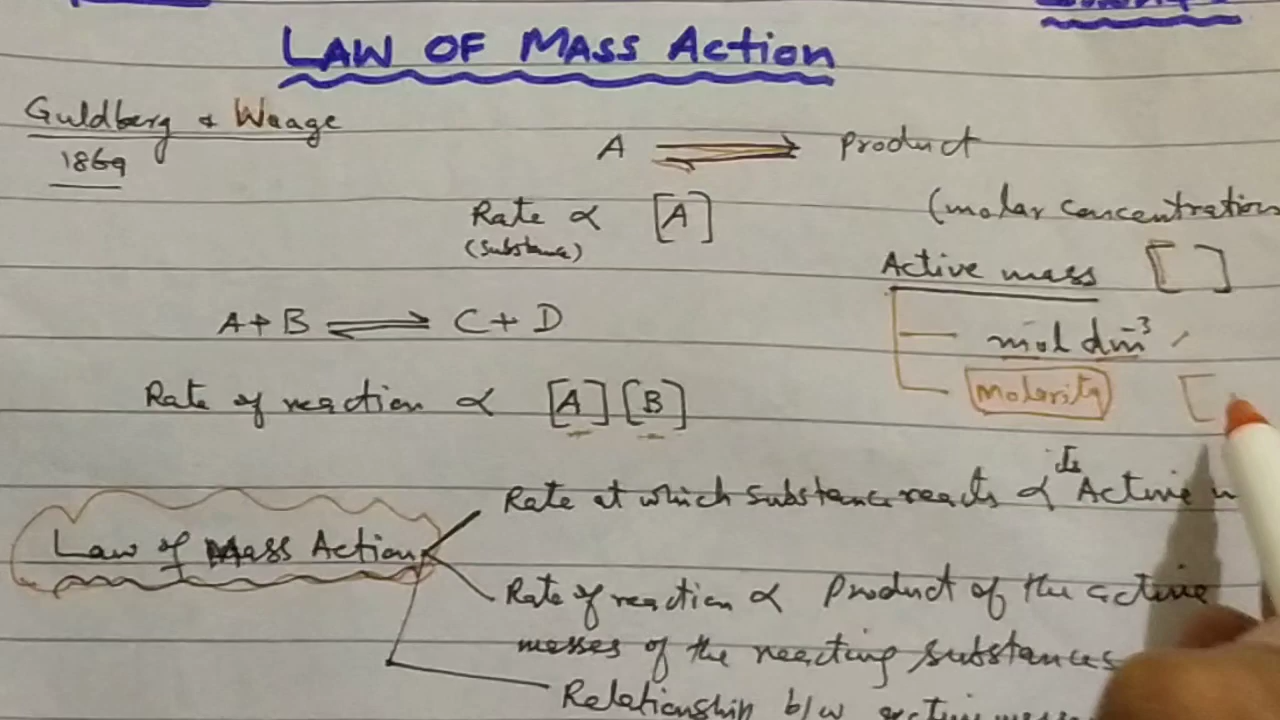 LAW OF MASS Action
Guldberg & Waage
1869
A ⇌ Product
Rate ∝ [A]
(substance)
(molar concentration
Active mass [ ]
mol dm⁻³
Molarity [
A + B ⇌ C + D
Rate of reaction ∝ [A] [B]
Law of Mass Action
Rate at which substance reacts ∝ its Active
Rate of reaction ∝ Product of the active
masses of the reacting substances
Relationship b/w active